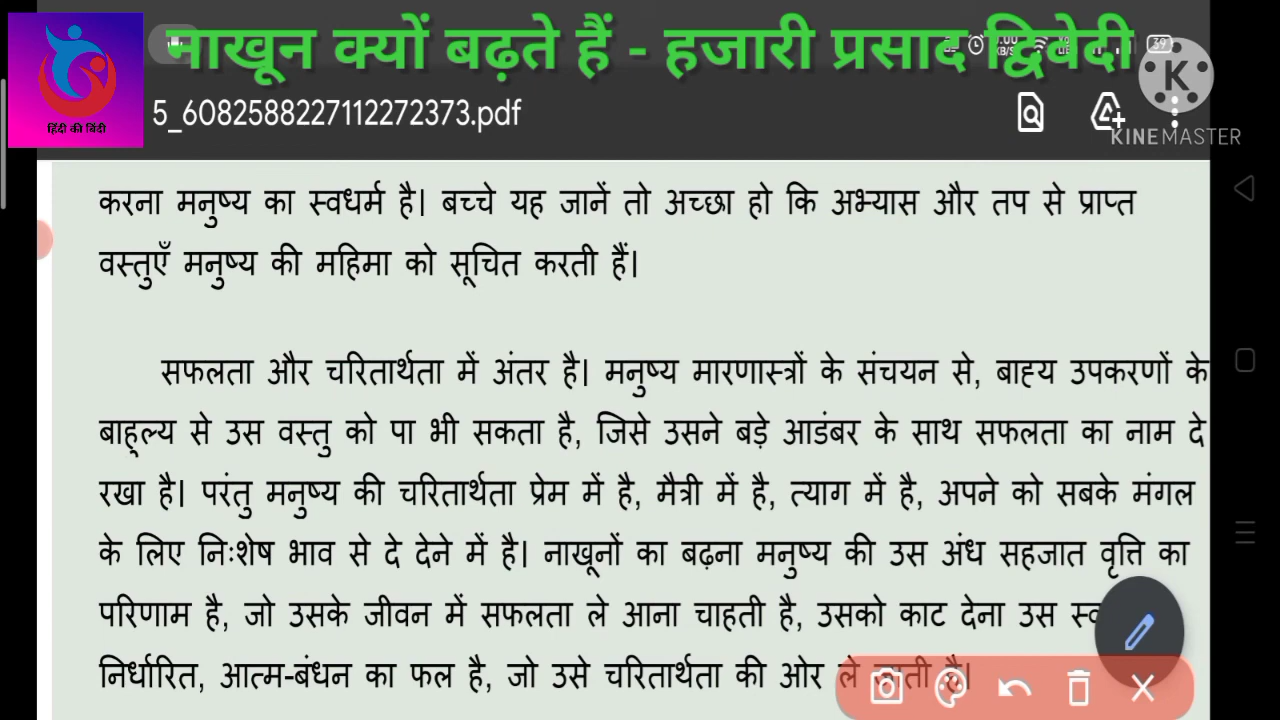 नाखून क्यों बढ़ते हैं - हजारी प्रसाद द्विवेदी
39
हिंदी की बिंदी
5_6082588227112272373.pdf
K
KINEMASTER
करना मनुष्य का स्वधर्म है। बच्चे यह जानें तो अच्छा हो कि अभ्यास और तप से प्राप्त
वस्तुएँ मनुष्य की महिमा को सूचित करती हैं।
सफलता और चरितार्थता में अंतर है। मनुष्य मारणास्त्रों के संचयन से, बाह्य उपकरणों के
बाहूल्य से उस वस्तु को पा भी सकता है, जिसे उसने बड़े आडंबर के साथ सफलता का नाम दे
रखा है। परंतु मनुष्य की चरितार्थता प्रेम में है, मैत्री में है, त्याग में है, अपने को सबके मंगल
के लिए निःशेष भाव से दे देने में है। नाखूनों का बढ़ना मनुष्य की उस अंध सहजात वृत्ति का
परिणाम है, जो उसके जीवन में सफलता ले आना चाहती है, उसको काट देना उस
निर्धारित, आत्म-बंधन का फल है, जो उसे चरितार्थता की ओर ले जाती है।